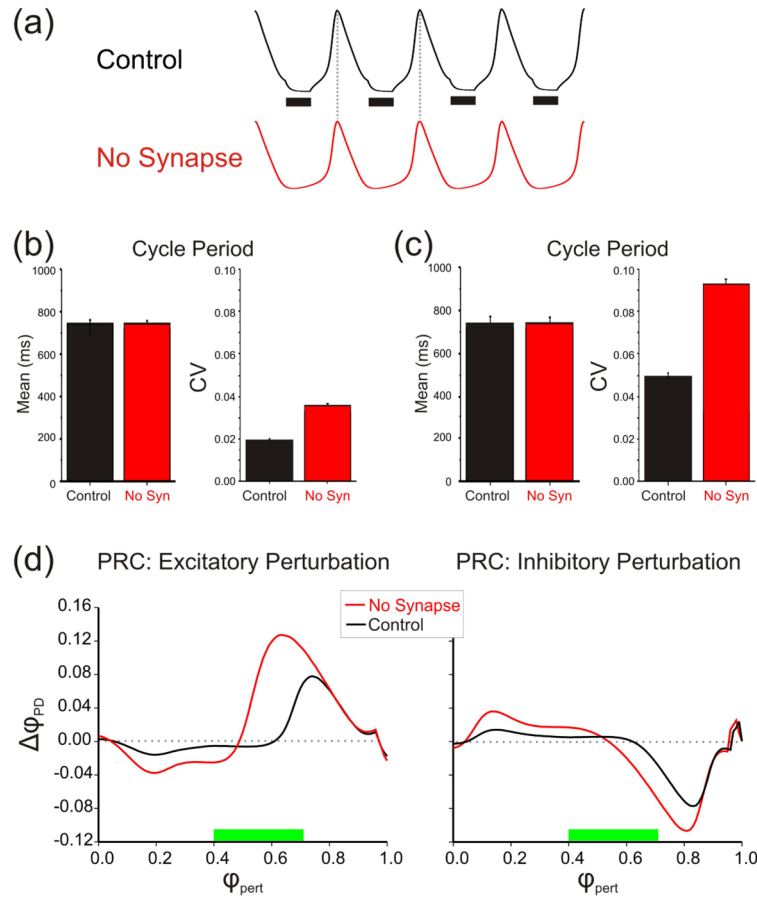 (a)
Control
No Synapse
(b)
Cycle Period
Mean (ms)
1000
800
600
400
200
0
Control
No Syn
CV
0.10
0.08
0.06
0.04
0.02
0.00
Control
No Syn
(c)
Cycle Period
Mean (ms)
1000
800
600
400
200
0
Control
No Syn
CV
0.10
0.08
0.06
0.04
0.02
0.00
Control
No Syn
(d)
PRC: Excitatory Perturbation
PRC: Inhibitory Perturbation
No Synapse
Control
ΔφPD
0.16
0.12
0.08
0.04
0.00
-0.04
-0.08
-0.12
0.0 0.2 0.4 0.6 0.8 1.0
φpert
0.0 0.2 0.4 0.6 0.8 1.0
φpert